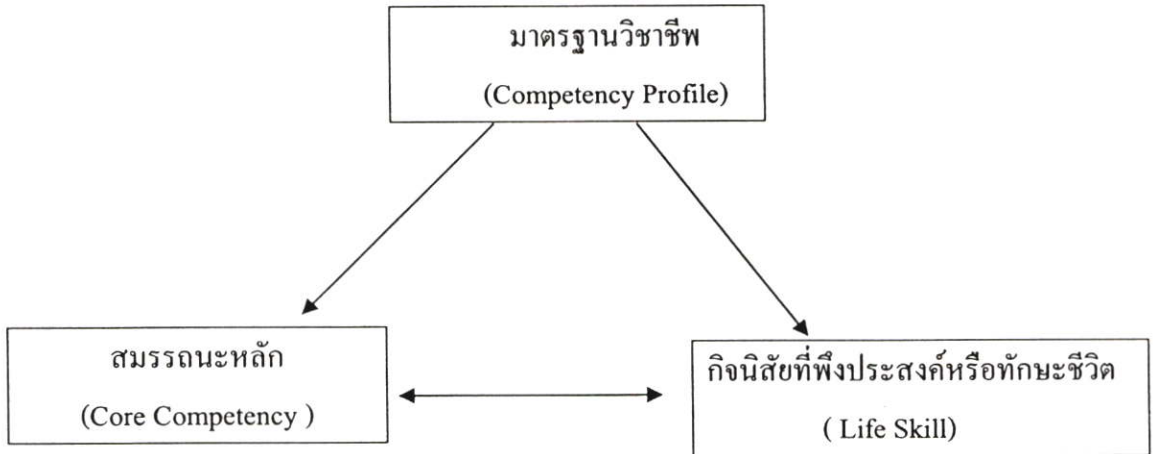 มาตรฐานวิชาชีพ
(Competency Profile)
สมรรถนะหลัก
(Core Competency )
กิจนิสัยที่พึงประสงค์หรือทักษะชีวิต
( Life Skill)